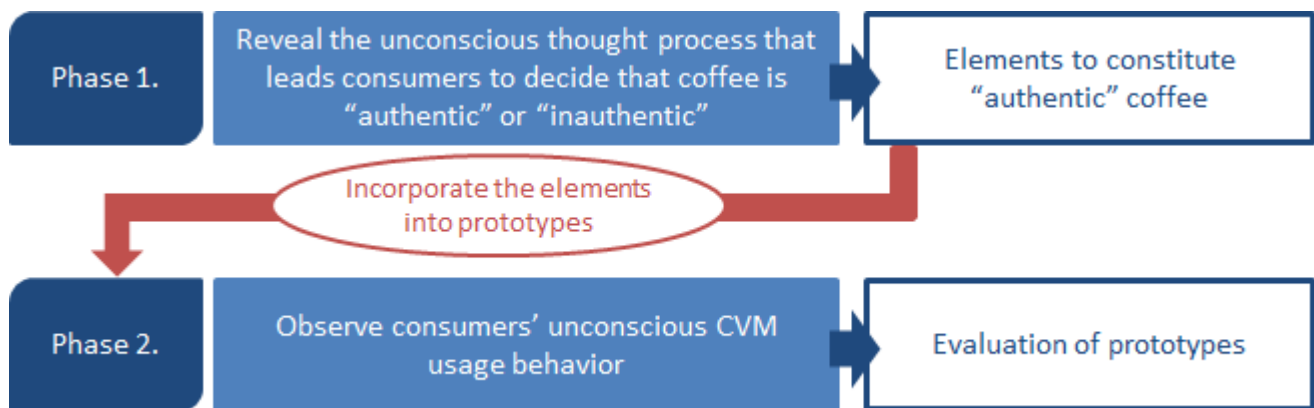 Phase 1.
Reveal the unconscious thought process that
leads consumers to decide that coffee is
“authentic” or “inauthentic”
Elements to constitute
“authentic” coffee
Incorporate the elements
into prototypes
Phase 2.
Observe consumers’ unconscious CVM
usage behavior
Evaluation of prototypes